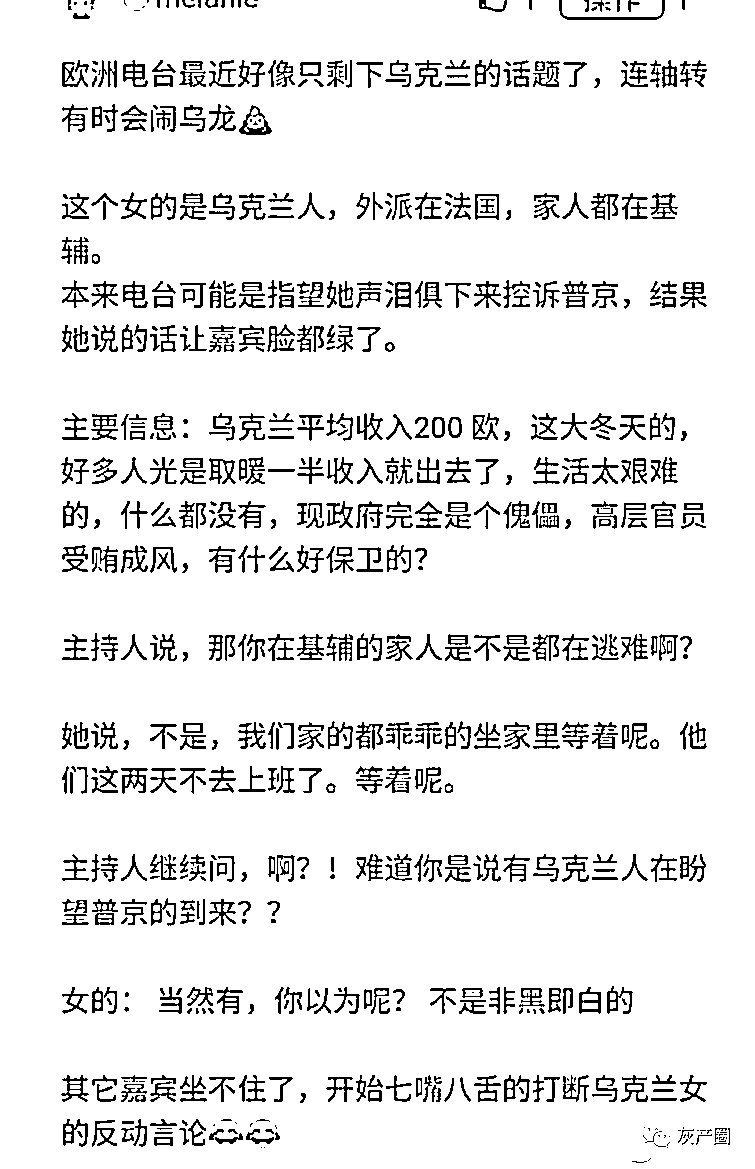 melanie
操作
欧洲电台最近好像只剩下乌克兰的话题了，连轴转
有时会闹乌龙
这个女的是乌克兰人，外派在法国，家人都在基
辅。
本来电台可能是指望她声泪俱下来控诉普京，结果
她说的话让嘉宾脸都绿了。
主要信息：乌克兰平均收入200 欧，这大冬天的，
好多人光是取暖一半收入就出去了，生活太艰难
的，什么都没有，现政府完全是个傀儡，高层官员
受贿成风，有什么好保卫的？
主持人说，那你在基辅的家人是不是都在逃难啊？
她说，不是，我们家的都乖乖的坐家里等着呢。他
们这两天不去上班了。等着呢。
主持人继续问，啊？！难道你是说有乌克兰人在盼
望普京的到来？？
女的： 当然有，你以为呢？ 不是非黑即白的
其它嘉宾坐不住了，开始七嘴八舌的打断乌克兰女
的反动言论
灰产圈